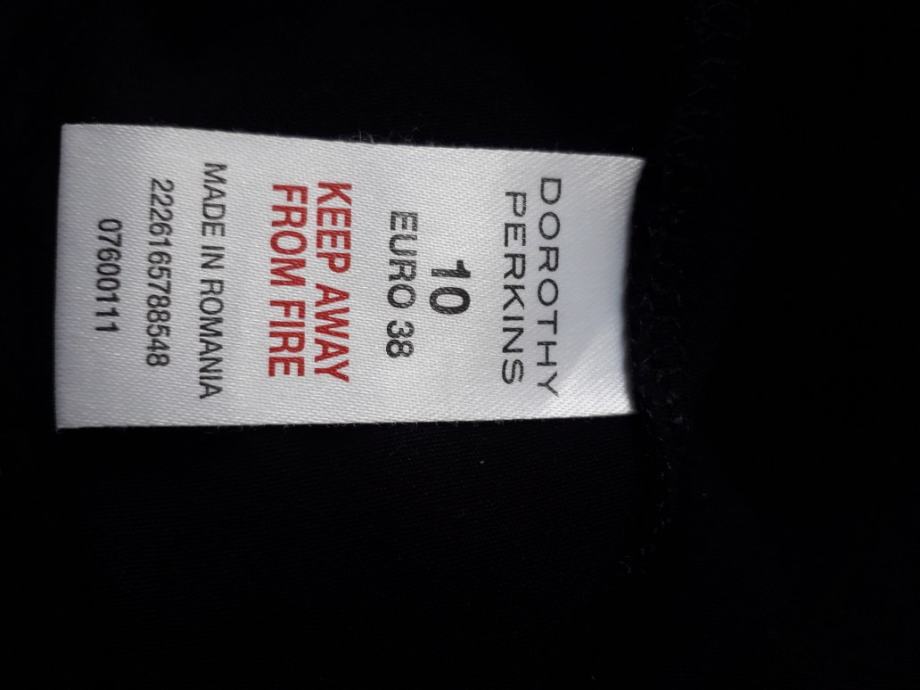 DOROTHY
PERKINS
10
EURO 38
KEEP AWAY
FROM FIRE
MADE IN ROMANIA
2226165788548
07600111